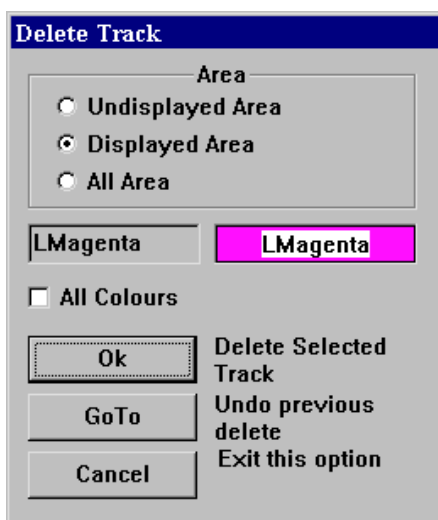 Delete Track
Area
Undisplayed Area
Displayed Area
All Area
LMagenta LMagenta
All Colours
Ok Delete Selected
Track
GoTo Undo previous
delete
Cancel Exit this option